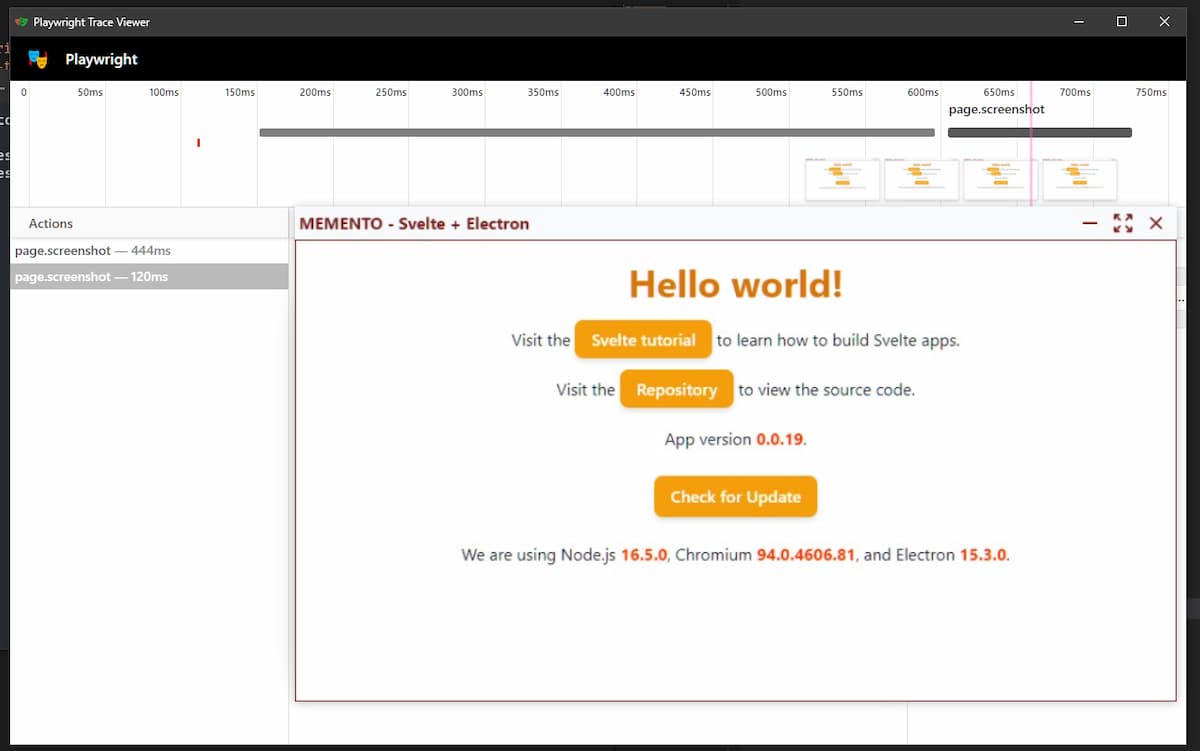 Playwright Trace Viewer
Playwright
0 50ms 100ms 150ms 200ms 250ms 300ms 350ms 400ms 450ms 500ms 550ms 600ms 650ms 700ms 750ms
page.screenshot
Actions
page.screenshot — 444ms
page.screenshot — 120ms
MEMENTO - Svelte + Electron
Hello world!
Visit the Svelte tutorial to learn how to build Svelte apps.
Visit the Repository to view the source code.
App version 0.0.19.
Check for Update
We are using Node.js 16.5.0, Chromium 94.0.4606.81, and Electron 15.3.0.